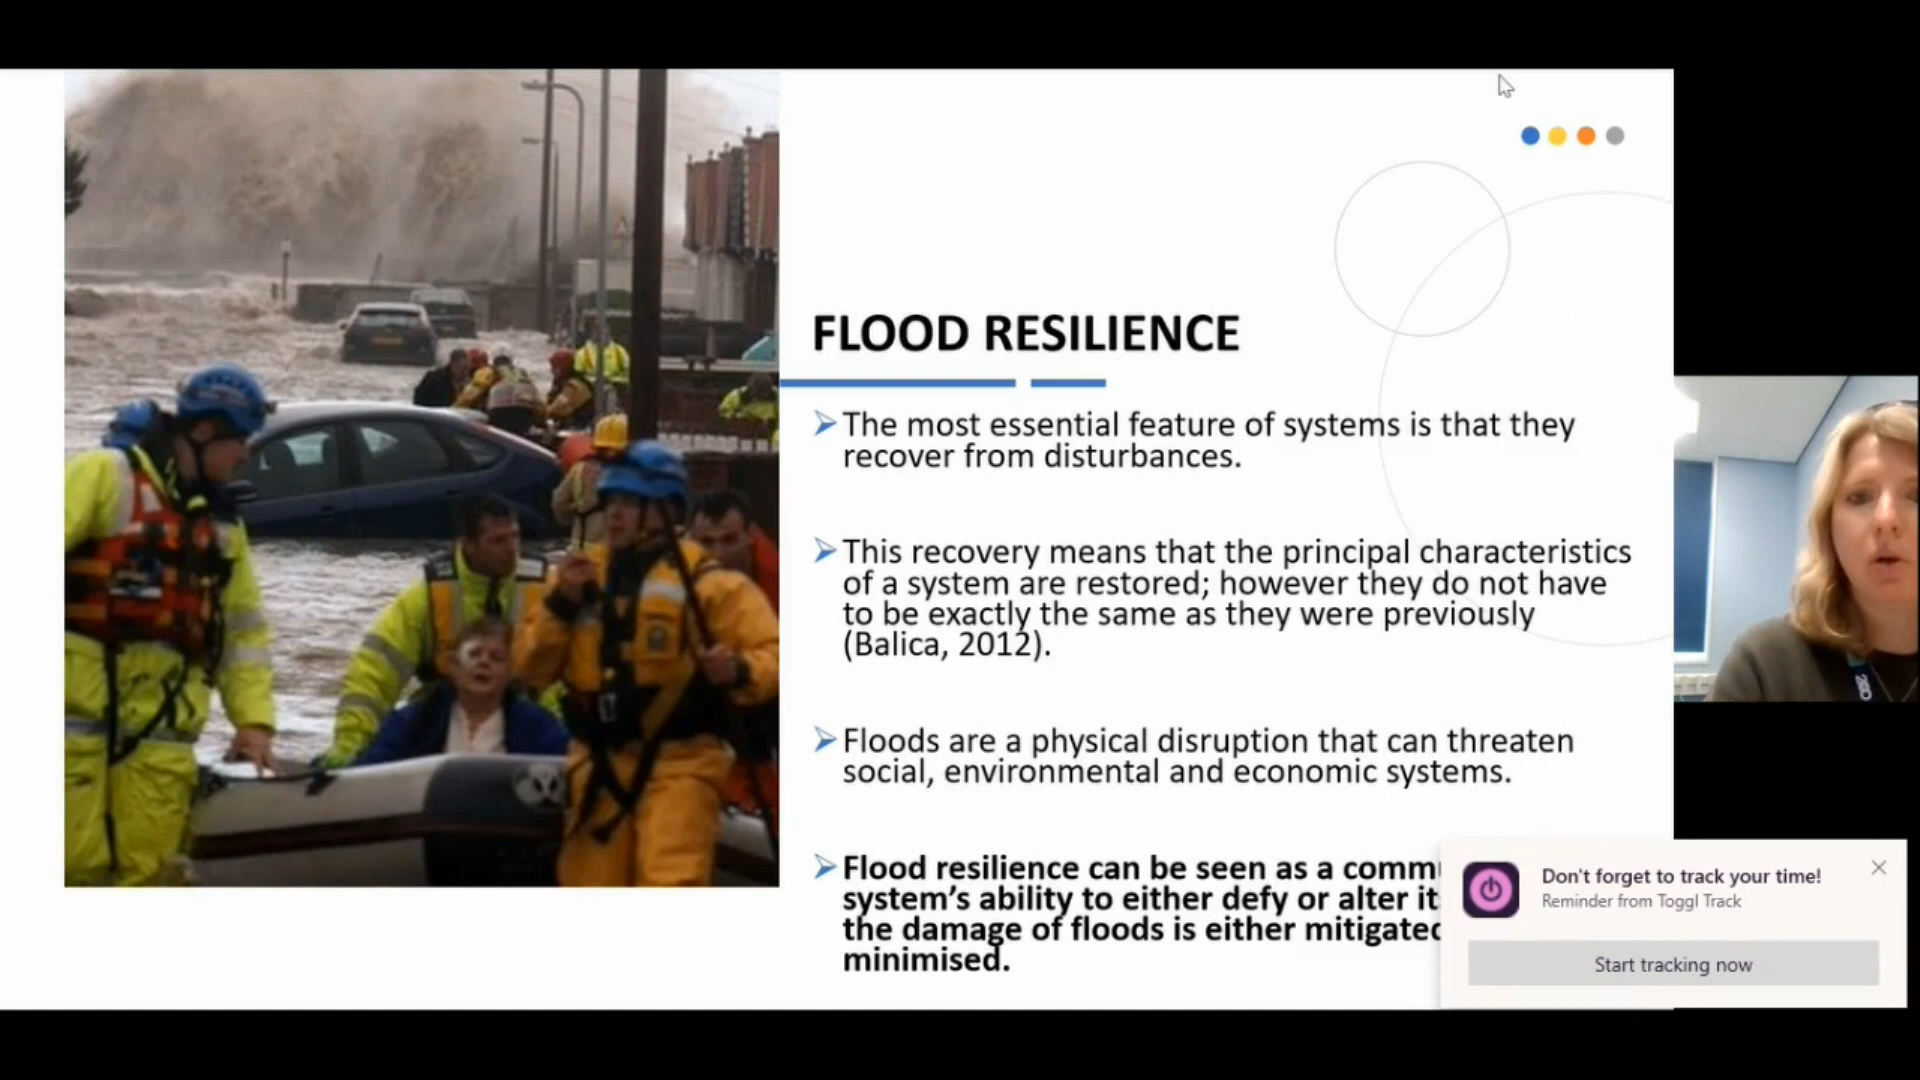 FLOOD RESILIENCE
The most essential feature of systems is that they
recover from disturbances.
This recovery means that the principal characteristics
of a system are restored; however they do not have
to be exactly the same as they were previously
(Balica, 2012).
Floods are a physical disruption that can threaten
social, environmental and economic systems.
Flood resilience can be seen as a
system’s ability to either defy or alter
the damage of floods is either mitigated
minimised.
Don't forget to track your time!
Reminder from Toggl Track
Start tracking now